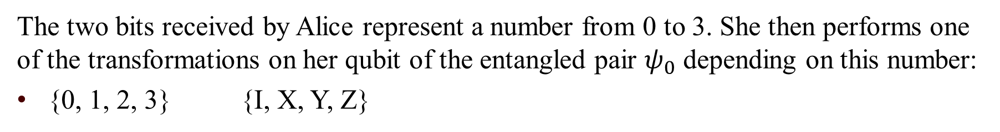 The two bits received by Alice represent a number from 0 to 3. She then performs one
of the transformations on her qubit of the entangled pair 𝜓₀ depending on this number:
• {0, 1, 2, 3} {I, X, Y, Z}